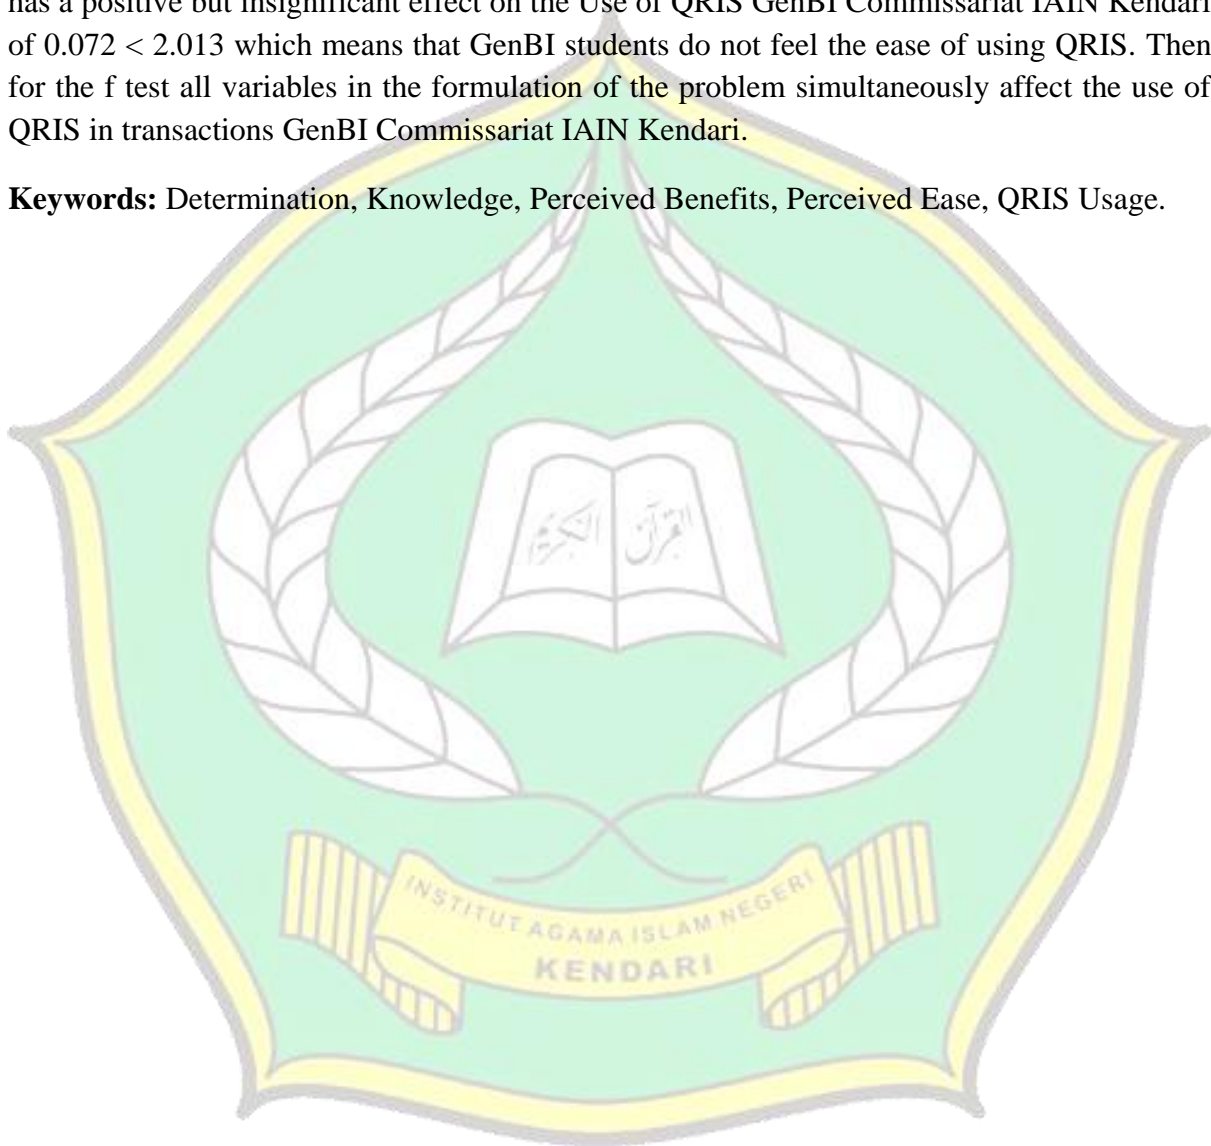 has a positive but insignificant effect on the Use of QRIS GenBI Commissariat IAIN Kendari
of 0.072 < 2.013 which means that GenBI students do not feel the ease of using QRIS. Then
for the f test all variables in the formulation of the problem simultaneously affect the use of
QRIS in transactions GenBI Commissariat IAIN Kendari.
Keywords: Determination, Knowledge, Perceived Benefits, Perceived Ease, QRIS Usage.
القرآن الكريم
INSTITUT AGAMA ISLAM NEGERI
KENDARI